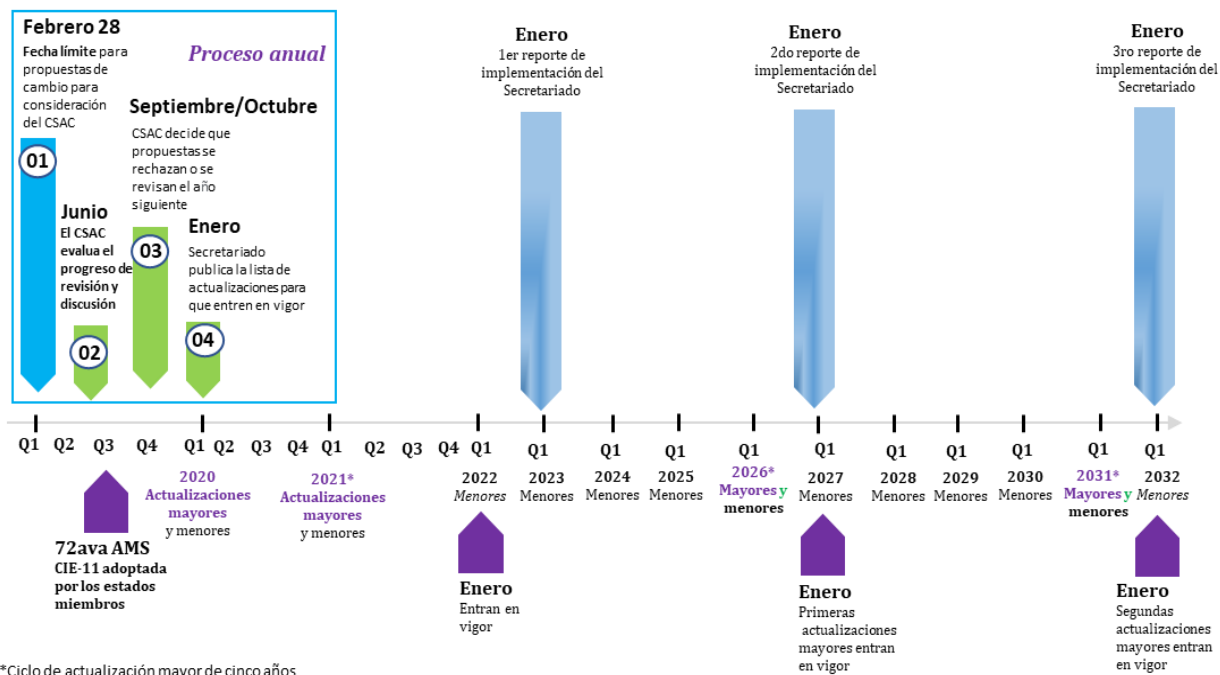 Febrero 28
Fecha límite para
propuestas de
cambio para
consideración
del CSAC
Proceso anual
01
Junio
El CSAC
evalua el
progreso de
revisión y
discusión
02
Septiembre/Octubre
CSAC decide que
propuestas se
rechazan o se
revisan el año
siguiente
03
Enero
Secretariado
publica la lista de
actualizaciones para
que entren en vigor
04
Enero
1er reporte de
implementación del
Secretariado
Enero
2do reporte de
implementación del
Secretariado
Enero
3ro reporte de
implementación del
Secretariado
Q1 Q2 Q3 Q4 Q1 Q2 Q3 Q4 Q1 Q2 Q3 Q4 Q1 Q1 Q1 Q1 Q1 Q1 Q1 Q1 Q1 Q1 Q1
2020
Actualizaciones
mayores
y menores
2021*
Actualizaciones
mayores
y menores
2022
Menores
2023
Menores
2024
Menores
2025
Menores
2026*
Mayores y
menores
2027
Menores
2028
Menores
2029
Menores
2030
Menores
2031*
Mayores y
menores
2032
Menores
72ava AMS
CIE-11 adoptada
por los estados
miembros
Enero
Entran en
vigor
Enero
Primeras
actualizaciones
mayores entran
en vigor
Enero
Segundas
actualizaciones
mayores entran
en vigor
*Ciclo de actualización mayor de cinco años